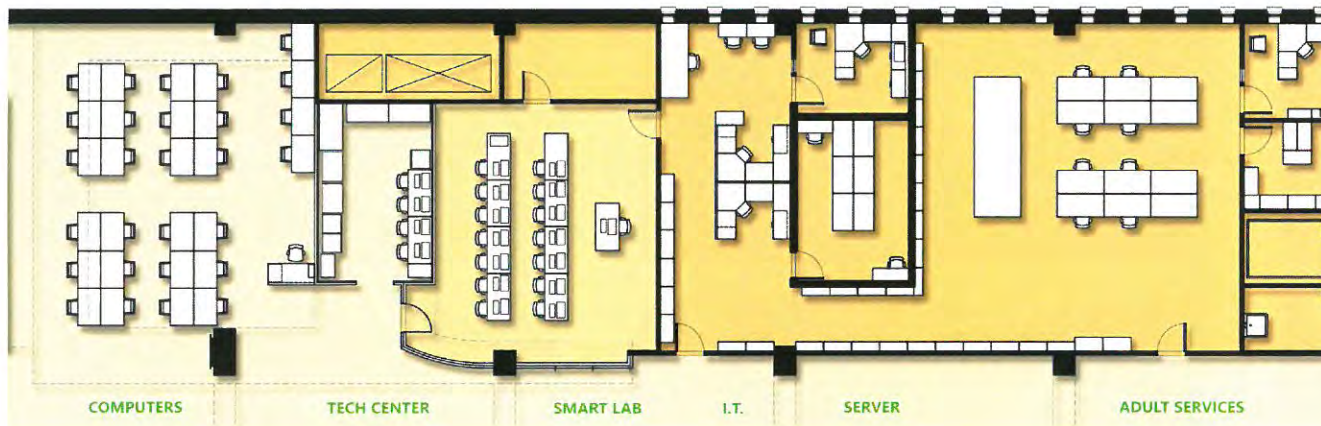 COMPUTERS
TECH CENTER
SMART LAB
I.T.
SERVER
ADULT SERVICES